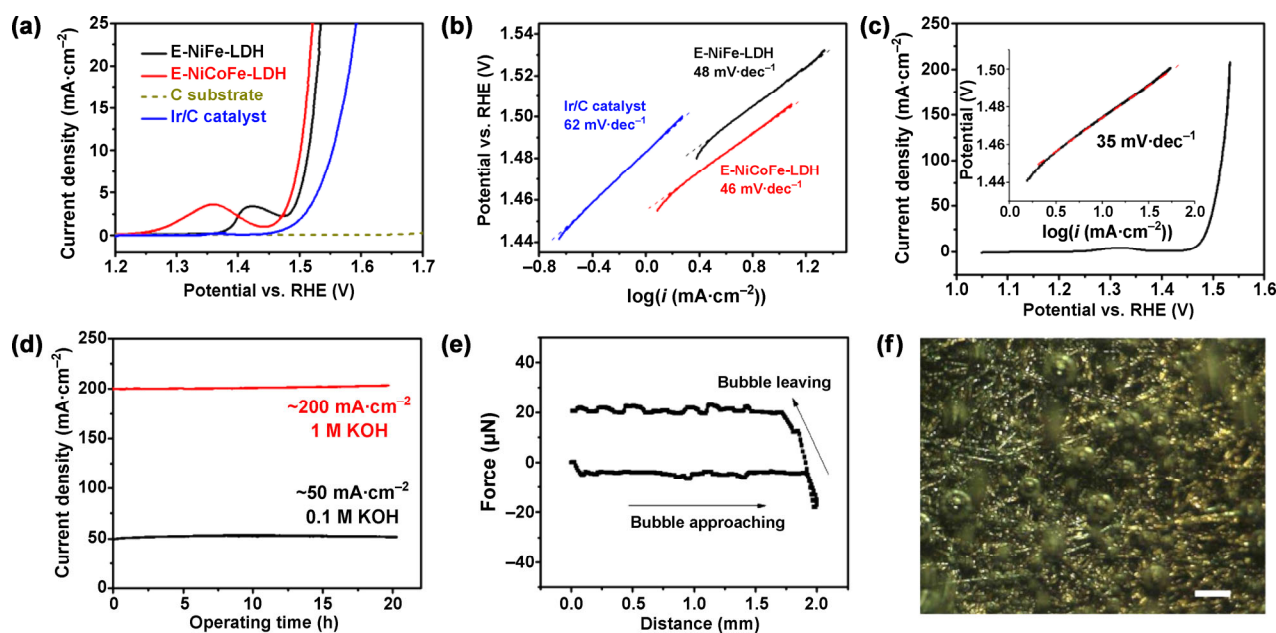 (a)
25
20
15
10
5
0
1.2
1.3
1.4
1.5
1.6
1.7
Current density (mA·cm⁻²)
Potential vs. RHE (V)
E-NiFe-LDH
E-NiCoFe-LDH
C substrate
Ir/C catalyst
(b)
1.54
1.52
1.50
1.48
1.46
1.44
−0.8
−0.4
0.0
0.4
0.8
1.2
Potential vs. RHE (V)
log(i (mA·cm⁻²))
E-NiFe-LDH
48 mV·dec⁻¹
Ir/C catalyst
62 mV·dec⁻¹
E-NiCoFe-LDH
46 mV·dec⁻¹
(c)
250
200
150
100
50
0
1.0
1.1
1.2
1.3
1.4
1.5
1.6
Current density (mA·cm⁻²)
Potential vs. RHE (V)
1.50
1.48
1.46
1.44
0.0
0.5
1.0
1.5
2.0
Potential (V)
log(i (mA·cm⁻²))
35 mV·dec⁻¹
(d)
250
200
150
100
50
0
0
5
10
15
20
Current density (mA·cm⁻²)
Operating time (h)
~200 mA·cm⁻²
1 M KOH
~50 mA·cm⁻²
0.1 M KOH
(e)
40
20
0
−20
−40
0.0
0.5
1.0
1.5
2.0
Force (µN)
Distance (mm)
Bubble leaving
Bubble approaching
(f)